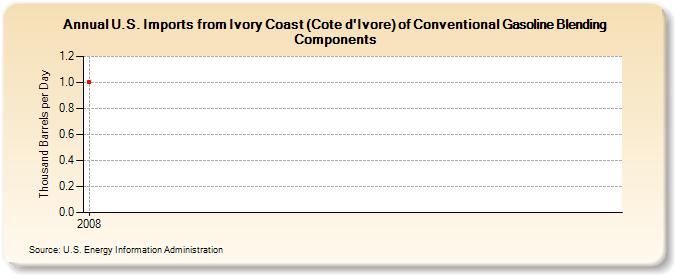 Annual U.S. Imports from Ivory Coast (Cote d'Ivore) of Conventional Gasoline Blending
Components
Thousand Barrels per Day
1.2
1.0
0.8
0.6
0.4
0.2
0.0
2008
Source: U.S. Energy Information Administration